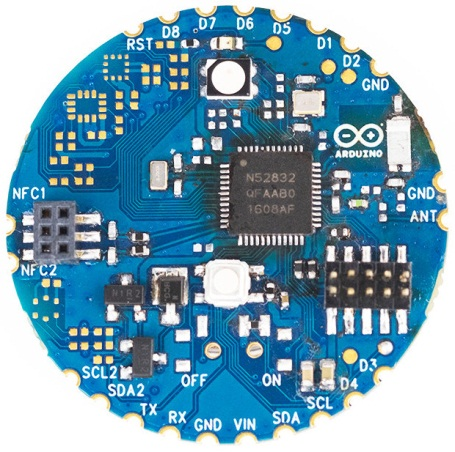 D8
D7
D6
D5
RST
D1
D2
GND
ARDUINO
N52832
QFAAB0
1608AF
NFC1
GND
ANT
NFC2
N1R2
D3
SCL2
SDA2
OFF
ON
D4
TX
RX
GND
VIN
SDA
SCL